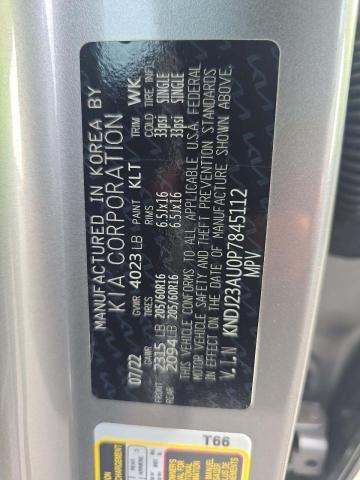 MANUFACTURED IN KOREA BY
KIA CORPORATION
07/22 GVWR 4023 LB PAINT KLT TRIM WK
GAWR TIRES RIMS COLD TIRE INF.
2315 LB 205/60R16 6.5Jx16 33psi SINGLE
2094 LB 205/60R16 6.5Jx16 33psi SINGLE
THIS VEHICLE CONFORMS TO ALL APPLICABLE U.S.A. FEDERAL
MOTOR VEHICLE SAFETY AND THEFT PREVENTION STANDARDS
IN EFFECT ON THE DATE OF MANUFACTURE SHOWN ABOVE.
V.I.N KNDJ23AU0P7845112
MPV
T66